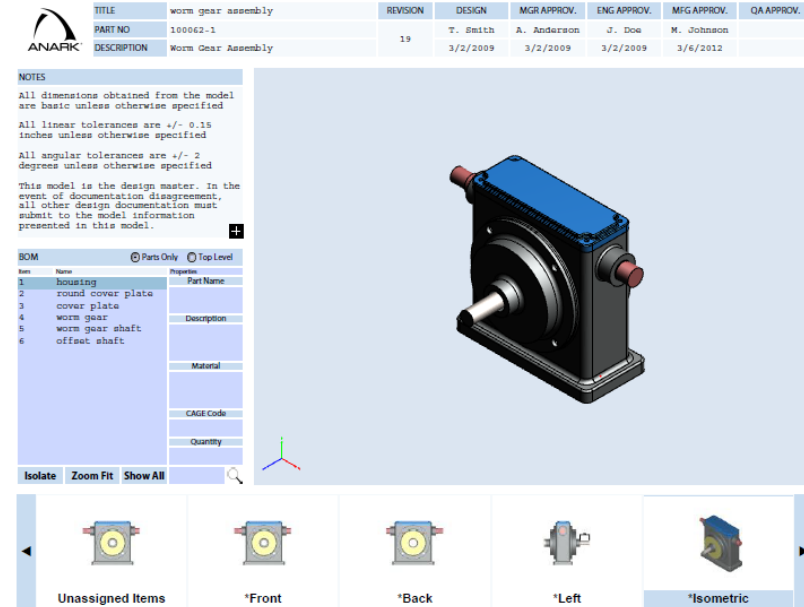 ANARK
TITLE worm gear assembly REVISION DESIGN MGR APPROV. ENG APPROV. MFG APPROV. QA APPROV.
PART NO 100062-1 19 T. Smith A. Anderson J. Doe M. Johnson
DESCRIPTION Worm Gear Assembly 3/2/2009 3/2/2009 3/2/2009 3/6/2012
NOTES
All dimensions obtained from the model
are basic unless otherwise specified
All linear tolerances are +/- 0.15
inches unless otherwise specified
All angular tolerances are +/- 2
degrees unless otherwise specified
This model is the design master. In the
event of documentation disagreement,
all other design documentation must
submit to the model information
presented in this model.
BOM Parts Only Top Level
Item Name Properties
1 housing Part Name
2 round cover plate
3 cover plate
4 worm gear Description
5 worm gear shaft
6 offset shaft
Material
CAGE Code
Quantity
Isolate Zoom Fit Show All
Unassigned Items *Front *Back *Left *Isometric